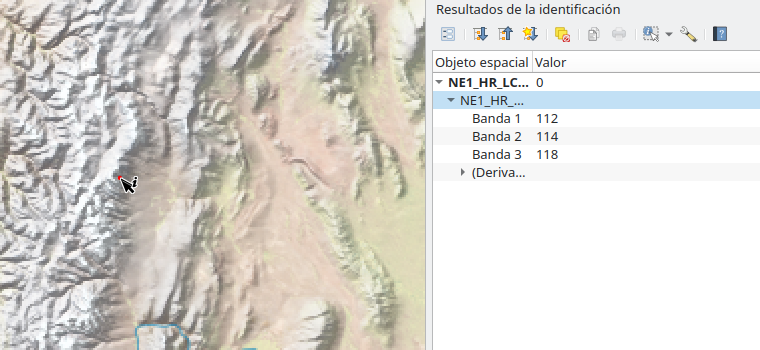 Resultados de la identificación
Objeto espacial Valor
NE1_HR_LC... 0
NE1_HR_...
Banda 1 112
Banda 2 114
Banda 3 118
(Deriva...